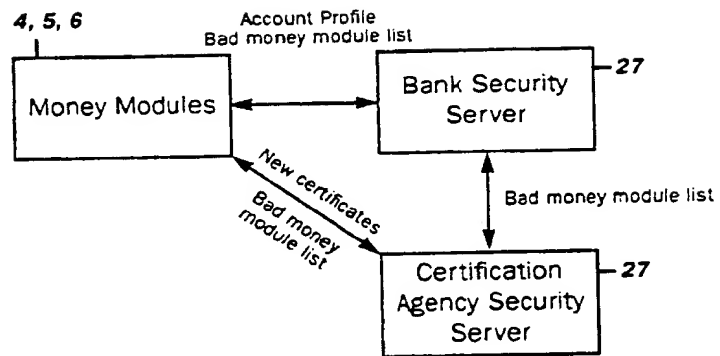 4, 5, 6
Account Profile
Bad money module list
Money Modules
27
Bank Security
Server
New certificates
Bad money
module list
Bad money module list
27
Certification
Agency Security
Server